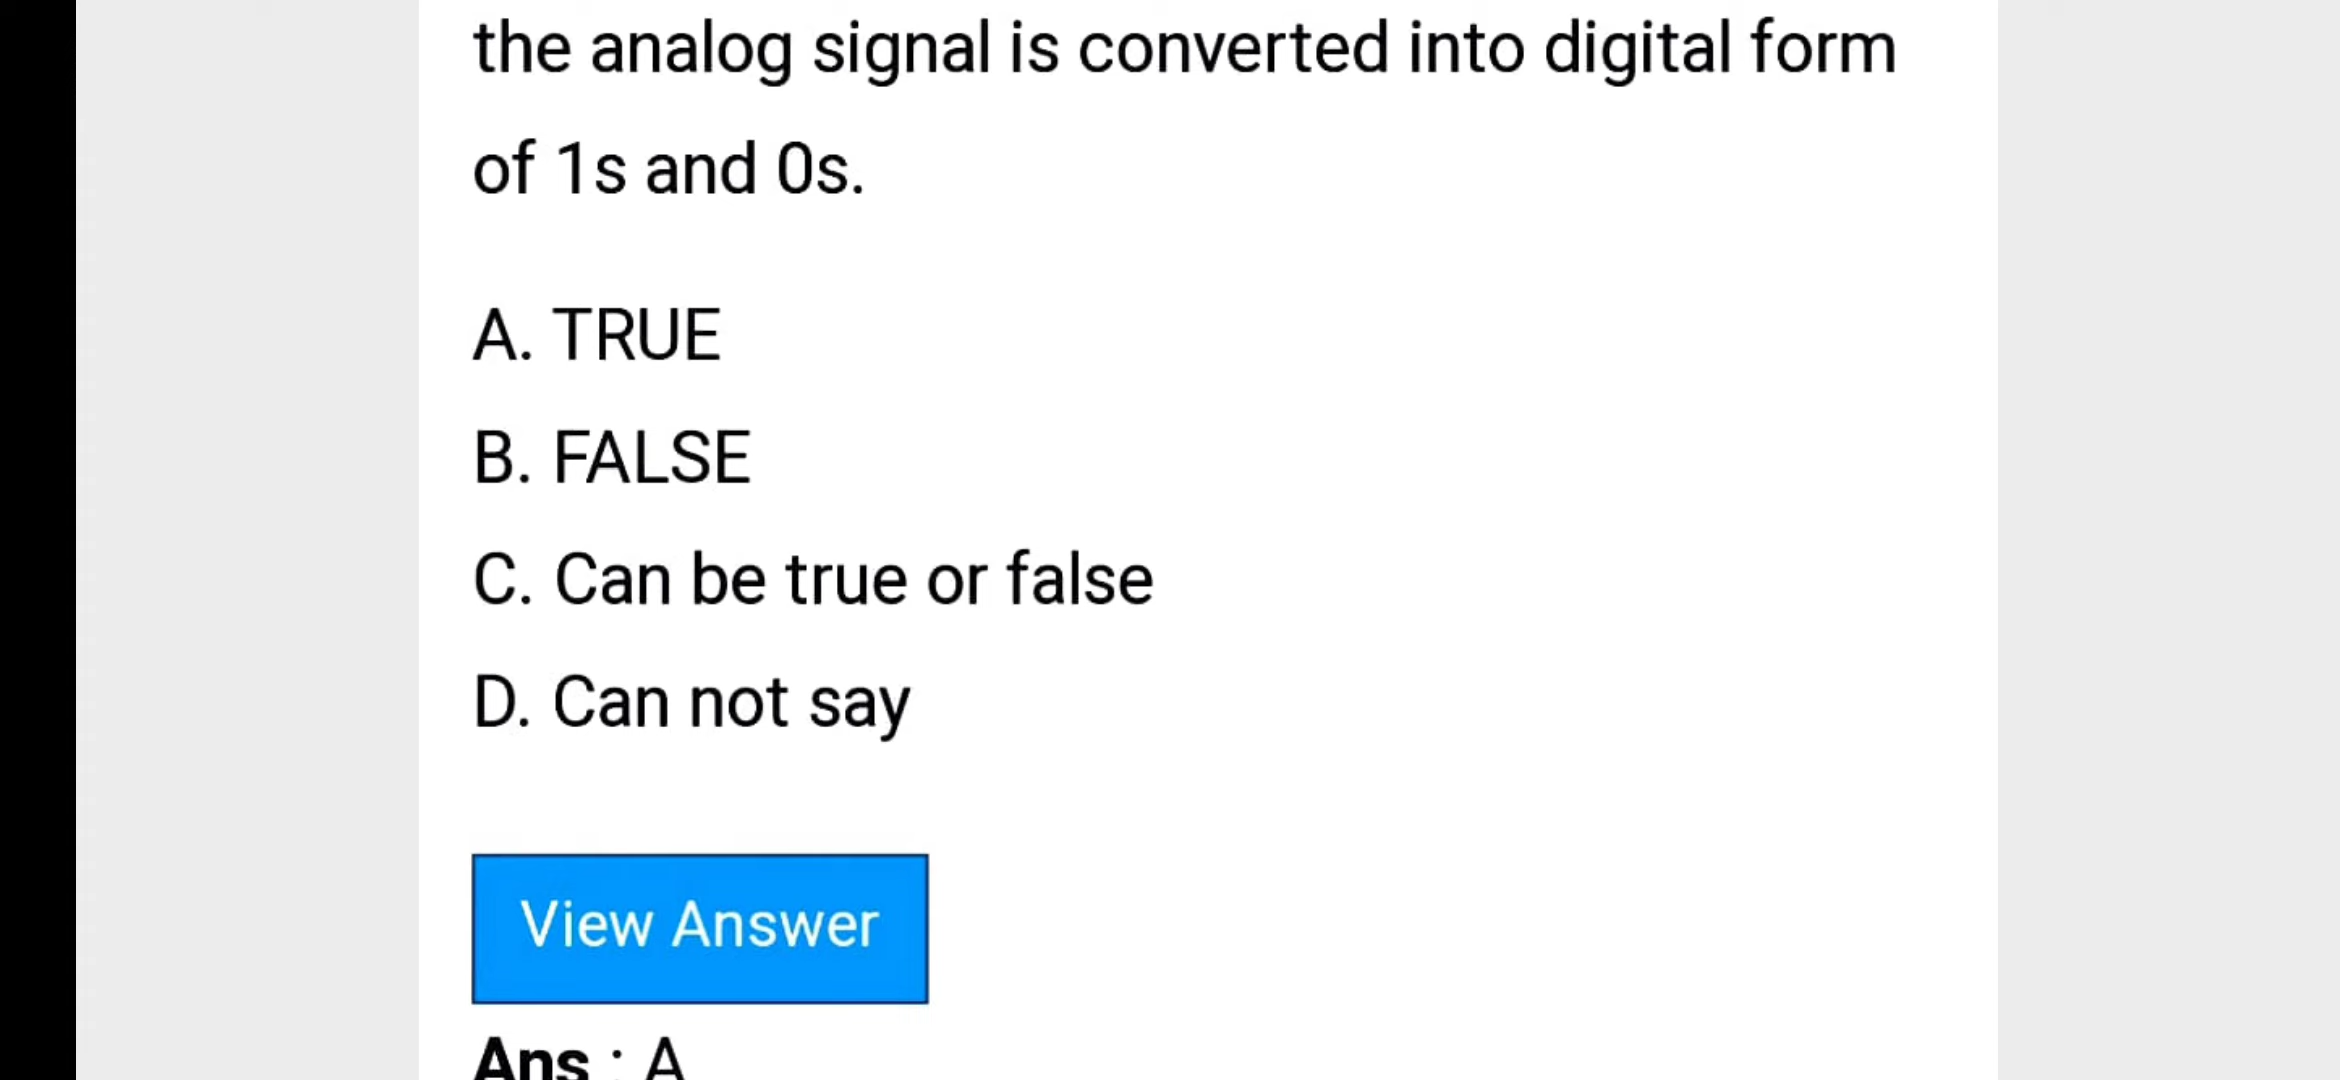 the analog signal is converted into digital form
of 1s and 0s.
A. TRUE
B. FALSE
C. Can be true or false
D. Can not say
View Answer
Ans : A